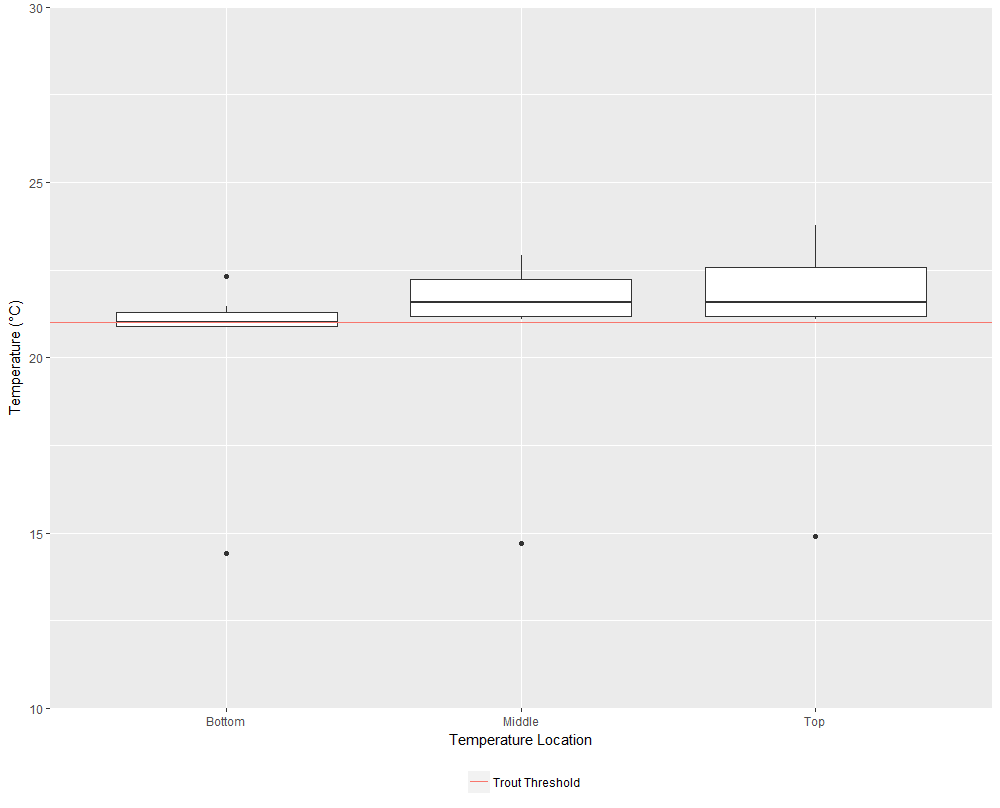 30
25
20
15
10
Temperature (°C)
Bottom Middle Top
Temperature Location
Trout Threshold